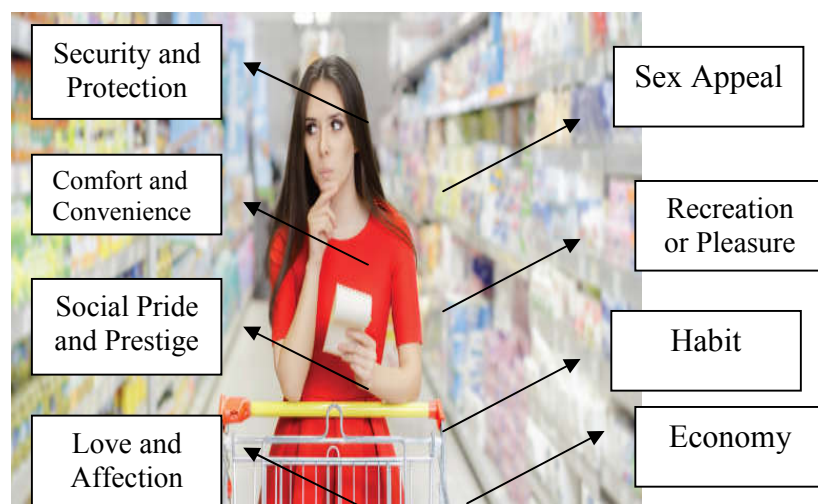 Security and
Protection
Comfort and
Convenience
Social Pride
and Prestige
Love and
Affection
Sex Appeal
Recreation
or Pleasure
Habit
Economy